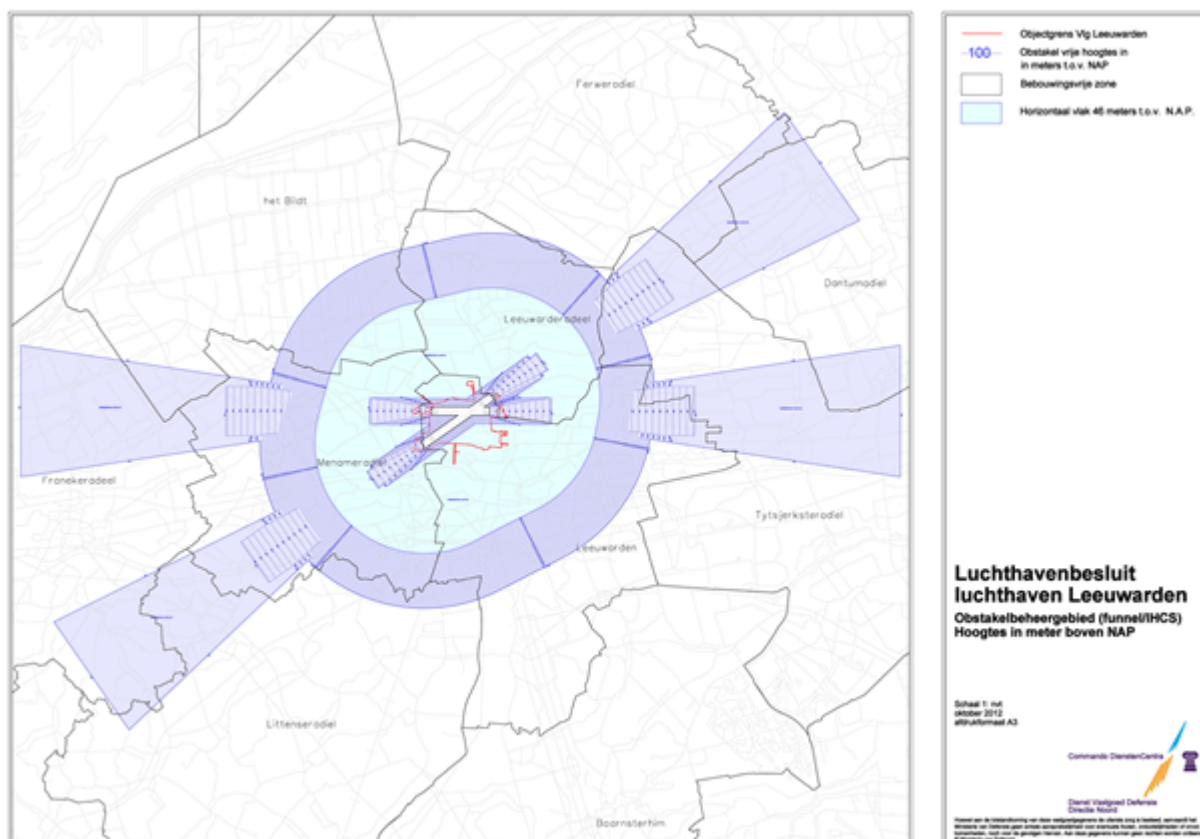 Ferweradiel
het Bildt
Dantumadiel
Leeuwarderadeel
Menameradiel
Franekeradeel
Tytsjerksteradiel
Leeuwarden
Littenseradiel
Boarnsterhim
Objectgrens Vlg Leeuwarden
100
Obstakel vrije hoogtes in
in meters t.o.v. NAP
Bebouwingsvrije zone
Horizontaal vlak 46 meters t.o.v. N.A.P.
Luchthavenbesluit
luchthaven Leeuwarden
Obstakelbeheergebied (funnel/IHCS)
Hoogtes in meter boven NAP
Schaal 1: nvt
oktober 2012
afdrukformaat A3
Commando DienstenCentra
Dienst Vastgoed Defensie
Directie Noord